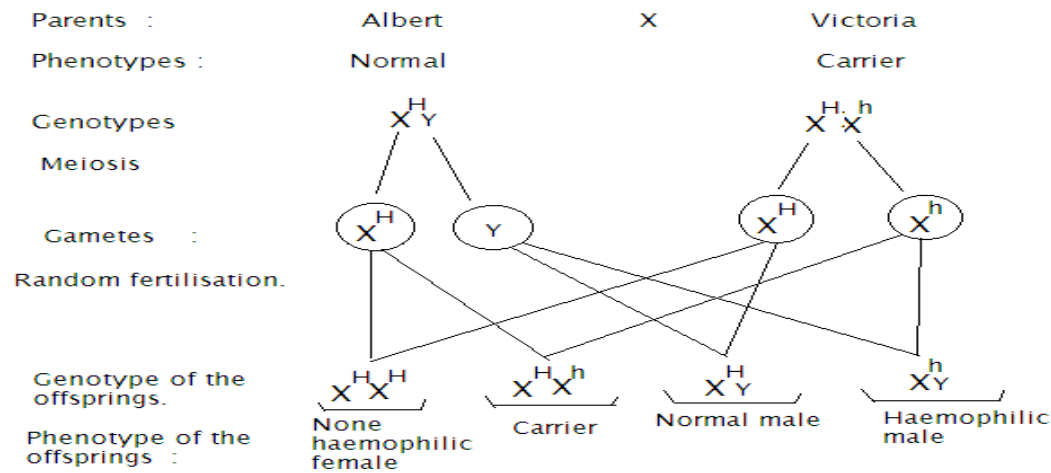 Parents : Albert X Victoria
Phenotypes : Normal Carrier
Genotypes X^H Y X^H. X^h
Meiosis
Gametes : X^H Y X^H X^h
Random fertilisation.
Genotype of the
offsprings. X^H X^H X^H X^h X^H Y X^h Y
Phenotype of the
offsprings :
None
haemophilic
female
Carrier
Normal male
Haemophilic
male